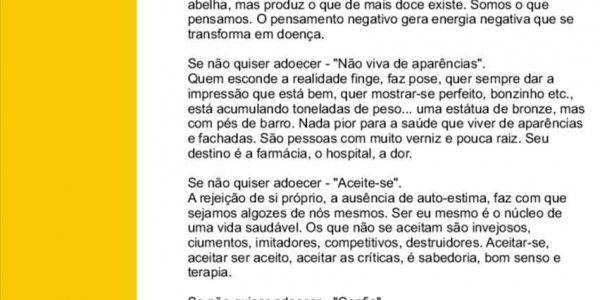 abelha, mas produz o que de mais doce existe. Somos o que
pensamos. O pensamento negativo gera energia negativa que se
transforma em doença.
Se não quiser adoecer - "Não viva de aparências".
Quem esconde a realidade finge, faz pose, quer sempre dar a
impressão que está bem, quer mostrar-se perfeito, bonzinho etc.,
está acumulando toneladas de peso... uma estátua de bronze, mas
com pés de barro. Nada pior para a saúde que viver de aparências
e fachadas. São pessoas com muito verniz e pouca raiz. Seu
destino é a farmácia, o hospital, a dor.
Se não quiser adoecer - "Aceite-se".
A rejeição de si próprio, a ausência de auto-estima, faz com que
sejamos algozes de nós mesmos. Ser eu mesmo é o núcleo de
uma vida saudável. Os que não se aceitam são invejosos,
ciumentos, imitadores, competitivos, destruidores. Aceitar-se,
aceitar ser aceito, aceitar as críticas, é sabedoria, bom senso e
terapia.
Se não quiser adoecer - "Confie".